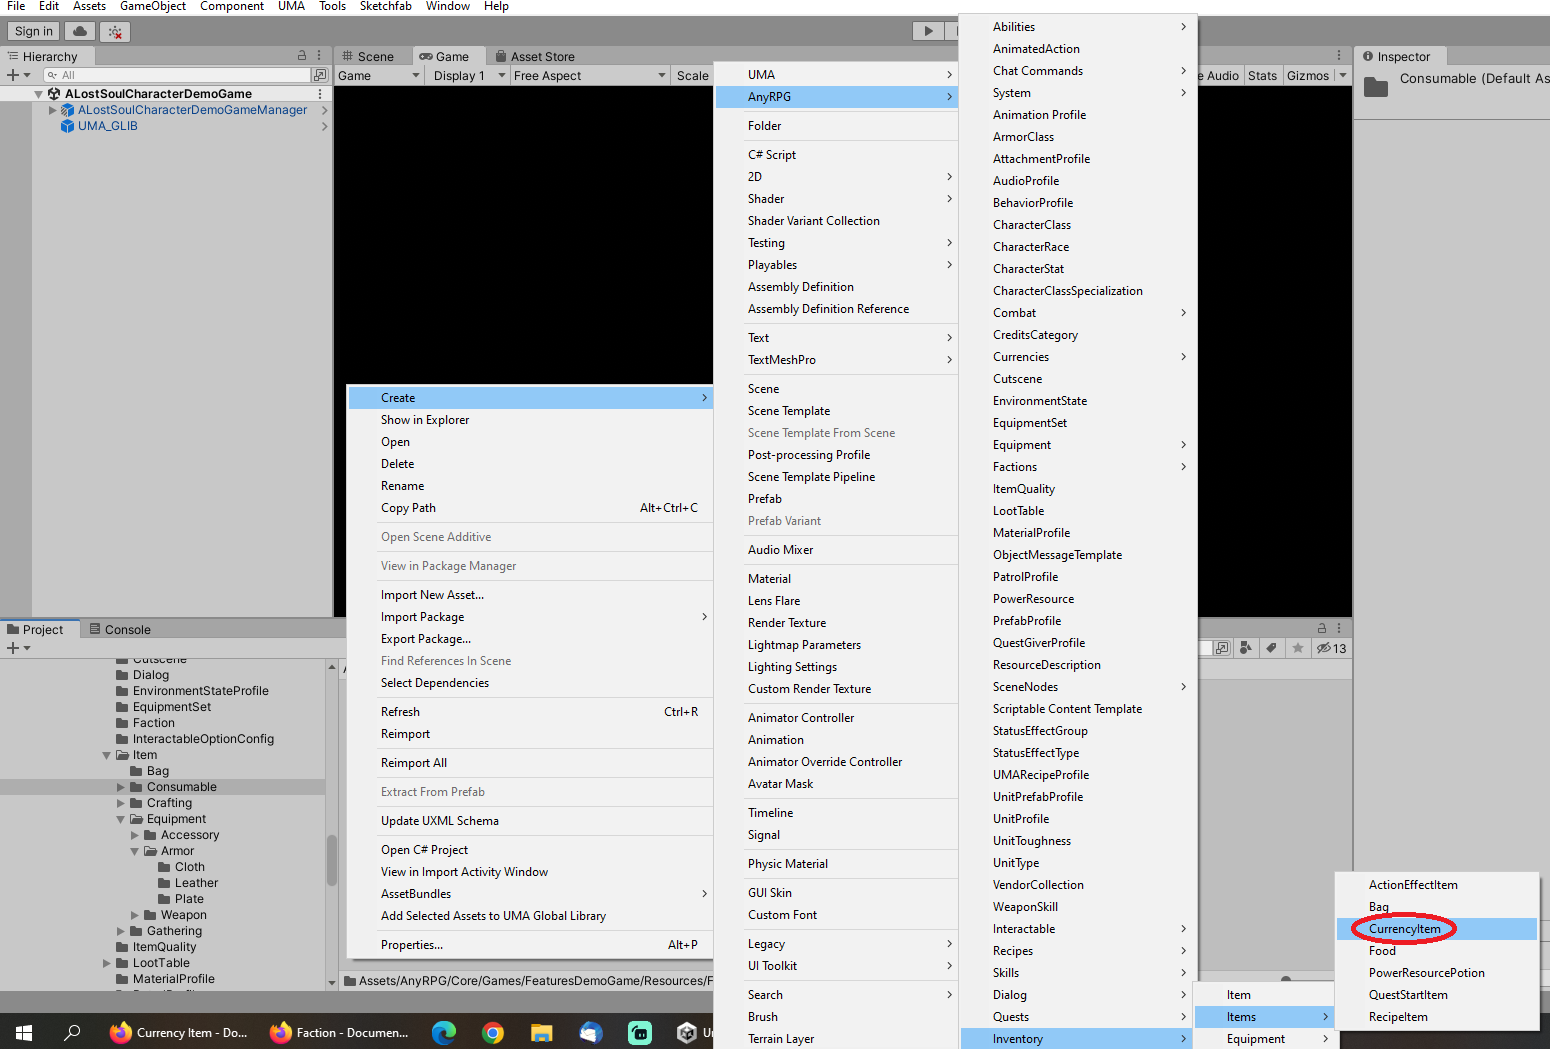 File Edit Assets GameObject Component UMA Tools Sketchfab Window Help
Sign in
Hierarchy
All
ALostSoulCharacterDemoGame
ALostSoulCharacterDemoGameManager
UMA_GLIB
Scene Game Asset Store
Game Display 1 Free Aspect Scale
Audio Stats Gizmos
Inspector
Consumable (Default As
Project Console
13
Dialog
EnvironmentStateProfile
EquipmentSet
Faction
InteractableOptionConfig
Item
Bag
Consumable
Crafting
Equipment
Accessory
Armor
Cloth
Leather
Plate
Weapon
Gathering
ItemQuality
LootTable
MaterialProfile
Create
Show in Explorer
Open
Delete
Rename
Copy Path Alt+Ctrl+C
Open Scene Additive
View in Package Manager
Import New Asset...
Import Package
Export Package...
Find References In Scene
Select Dependencies
Refresh Ctrl+R
Reimport
Reimport All
Extract From Prefab
Update UXML Schema
Open C# Project
View in Import Activity Window
AssetBundles
Add Selected Assets to UMA Global Library
Properties... Alt+P
Assets/AnyRPG/Core/Games/FeaturesDemoGame/Resources/F
UMA
AnyRPG
Folder
C# Script
2D
Shader
Shader Variant Collection
Testing
Playables
Assembly Definition
Assembly Definition Reference
Text
TextMeshPro
Scene
Scene Template
Scene Template From Scene
Post-processing Profile
Scene Template Pipeline
Prefab
Prefab Variant
Audio Mixer
Material
Lens Flare
Render Texture
Lightmap Parameters
Lighting Settings
Custom Render Texture
Animator Controller
Animation
Animator Override Controller
Avatar Mask
Timeline
Signal
Physic Material
GUI Skin
Custom Font
Legacy
UI Toolkit
Search
Brush
Terrain Layer
Abilities
AnimatedAction
Chat Commands
System
Animation Profile
ArmorClass
AttachmentProfile
AudioProfile
BehaviorProfile
CharacterClass
CharacterRace
CharacterStat
CharacterClassSpecialization
Combat
CreditsCategory
Currencies
Cutscene
EnvironmentState
EquipmentSet
Equipment
Factions
ItemQuality
LootTable
MaterialProfile
ObjectMessageTemplate
PatrolProfile
PowerResource
PrefabProfile
QuestGiverProfile
ResourceDescription
SceneNodes
Scriptable Content Template
StatusEffectGroup
StatusEffectType
UMARecipeProfile
UnitPrefabProfile
UnitProfile
UnitToughness
UnitType
VendorCollection
WeaponSkill
Interactable
Recipes
Skills
Dialog
Quests
Inventory
Item
Items
Equipment
ActionEffectItem
Bag
CurrencyItem
Food
PowerResourcePotion
QuestStartItem
RecipeItem
Currency Item - Do... Faction - Documen...